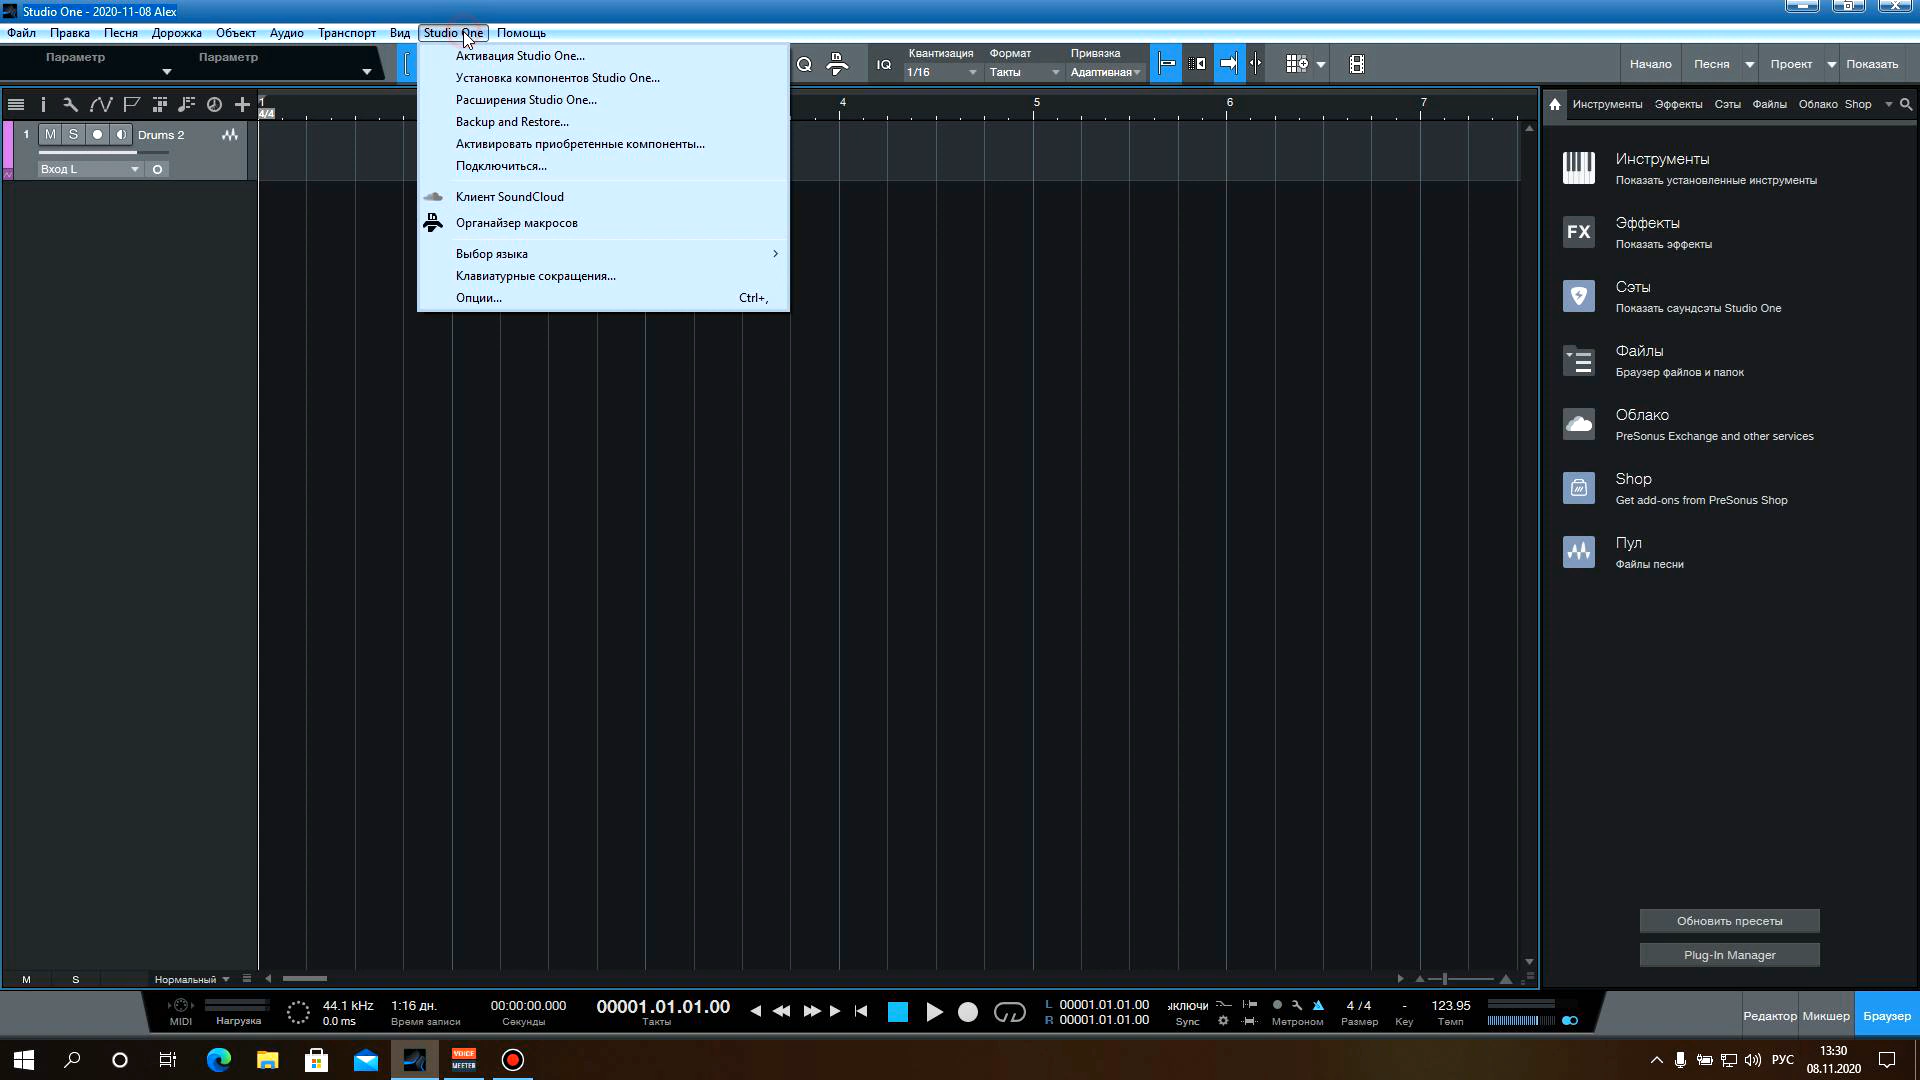 Studio One - 2020-11-08 Alex
Файл Правка Песня Дорожка Объект Аудио Транспорт Вид Studio One Помощь
Параметр Параметр
Активация Studio One...
Установка компонентов Studio One...
Расширения Studio One...
Backup and Restore...
Активировать приобретенные компоненты...
Подключиться...
Клиент SoundCloud
Органайзер макросов
Выбор языка
Клавиатурные сокращения...
Опции... Ctrl+,
IQ
Квантизация Формат Привязка
1/16 Такты Адаптивная
Начало Песня Проект Показать
1 4 5 6 7
4/4
1 M S Drums 2
Вход L
Инструменты Эффекты Сэты Файлы Облако Shop
Инструменты
Показать установленные инструменты
FX
Эффекты
Показать эффекты
Сэты
Показать саундсэты Studio One
Файлы
Браузер файлов и папок
Облако
PreSonus Exchange and other services
Shop
Get add-ons from PreSonus Shop
Пул
Файлы песни
Обновить пресеты
Plug-In Manager
M S Нормальный
MIDI
Нагрузка
44.1 kHz
0.0 ms
1:16 дн.
Время записи
00:00:00.000
Секунды
00001.01.01.00
Такты
L 00001.01.01.00
R 00001.01.01.00
ыключи
Sync
Метроном
4 / 4
Размер
-
Key
123.95
Темп
Редактор Микшер Браузер
VOICE
MEETER
РУС
13:30
08.11.2020